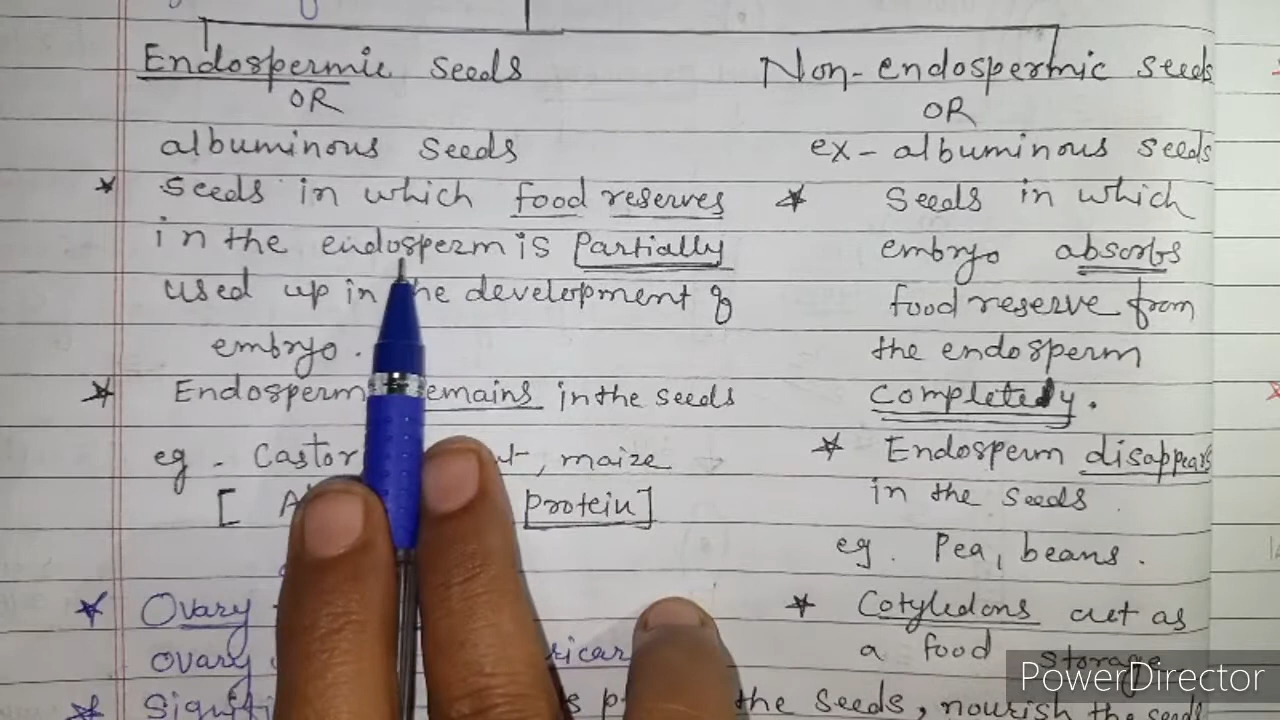 Endospermic seeds
OR
albuminous seeds
* Seeds in which food reserves
in the endosperm is Partially
used up in the development of
embryo.
* Endosperm remains in the seeds
eg. Castor, maize
[ protein]
Non-endospermic seeds
OR
ex-albuminous seeds
* Seeds in which
embryo absorbs
food reserve from
the endosperm
Completely.
* Endosperm disappears
in the seeds
eg. Pea, beans.
* Cotyledons act as
a food storage
* Ovary
ovary
* the seeds, nourish the seeds
PowerDirector